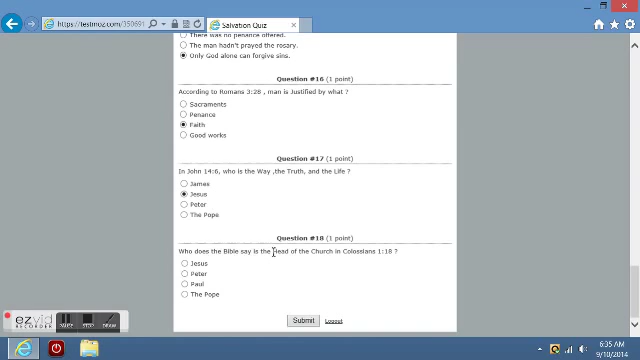 https://testmoz.com/350691
Salvation Quiz
There was no penance offered.
The man hadn't prayed the rosary.
Only God alone can forgive sins.
Question #16 (1 point)
According to Romans 3:28 , man is Justified by what ?
Sacraments
Penance
Faith
Good works
Question #17 (1 point)
In John 14:6, who is the Way ,the Truth, and the Life ?
James
Jesus
Peter
The Pope
Question #18 (1 point)
Who does the Bible say is the Head of the Church in Colossians 1:18 ?
Jesus
Peter
Paul
The Pope
Submit Logout
ezvid
RECORDER
PAUSE STOP DRAW
6:35 AM
9/10/2014